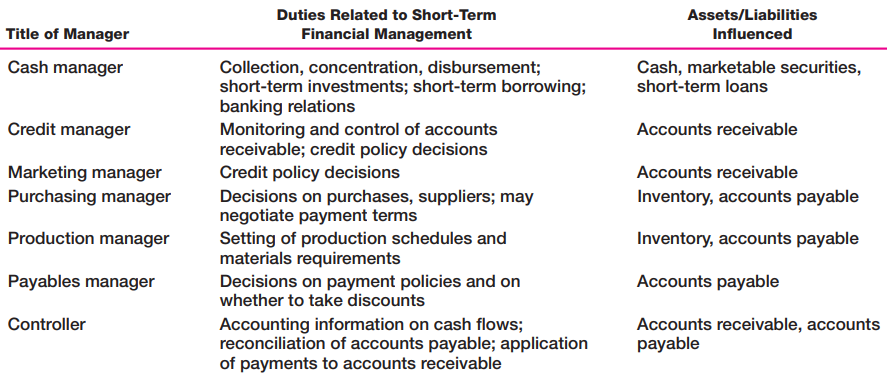 Title of Manager Duties Related to Short-Term Financial Management Assets/Liabilities Influenced
Cash manager Collection, concentration, disbursement; Cash, marketable securities,
short-term investments; short-term borrowing; short-term loans
banking relations
Credit manager Monitoring and control of accounts Accounts receivable
receivable; credit policy decisions
Marketing manager Credit policy decisions Accounts receivable
Purchasing manager Decisions on purchases, suppliers; may Inventory, accounts payable
negotiate payment terms
Production manager Setting of production schedules and Inventory, accounts payable
materials requirements
Payables manager Decisions on payment policies and on Accounts payable
whether to take discounts
Controller Accounting information on cash flows; Accounts receivable, accounts
reconciliation of accounts payable; application payable
of payments to accounts receivable